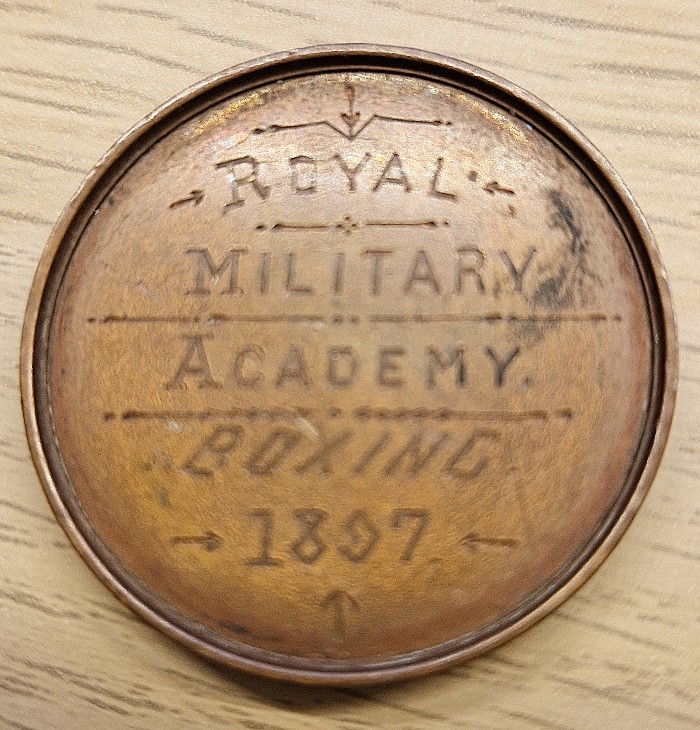 ROYAL
MILITARY
ACADEMY.
BOXING
1897